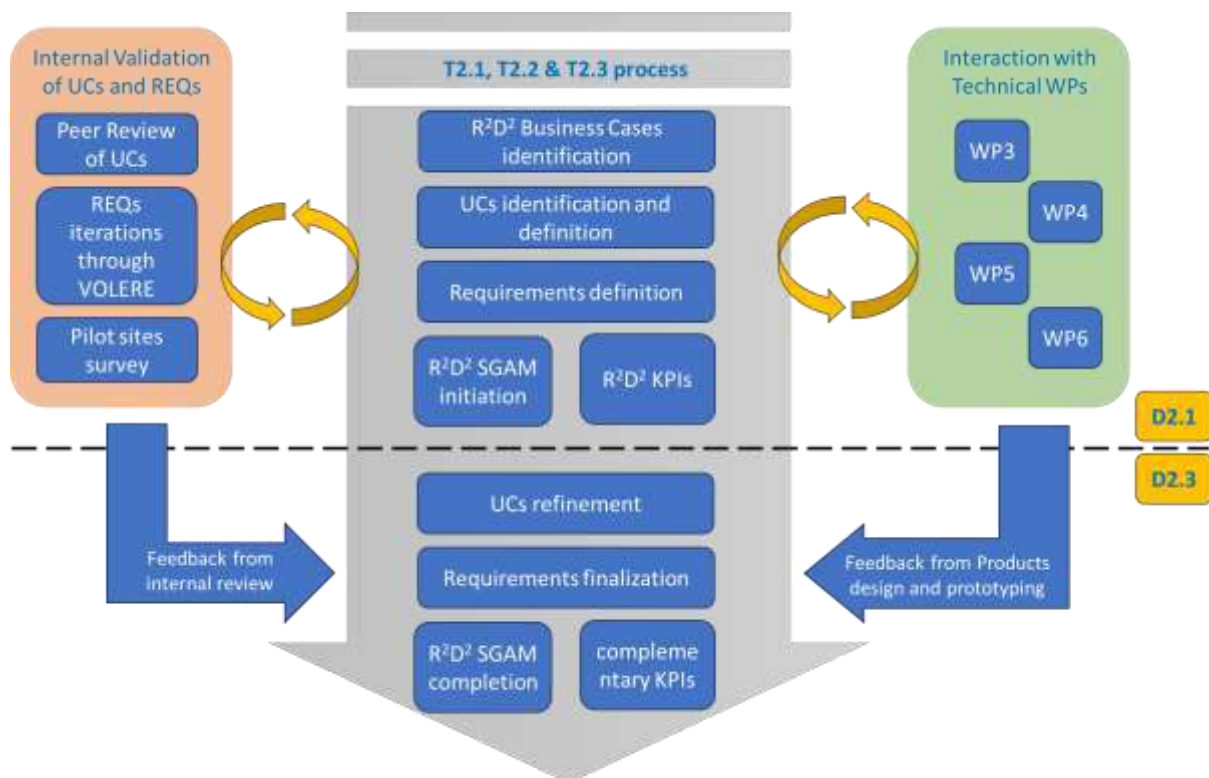 Internal Validation
of UCs and REQs
Peer Review
of UCs
REQs
iterations
through
VOLERE
Pilot sites
survey
T2.1, T2.2 & T2.3 process
R²D² Business Cases
identification
UCs identification and
definition
Requirements definition
R²D² SGAM
initiation
R²D² KPIs
Interaction with
Technical WPs
WP3
WP4
WP5
WP6
D2.1
D2.3
UCs refinement
Feedback from
internal review
Requirements finalization
Feedback from Products
design and prototyping
R²D² SGAM
completion
compleme
ntary KPIs